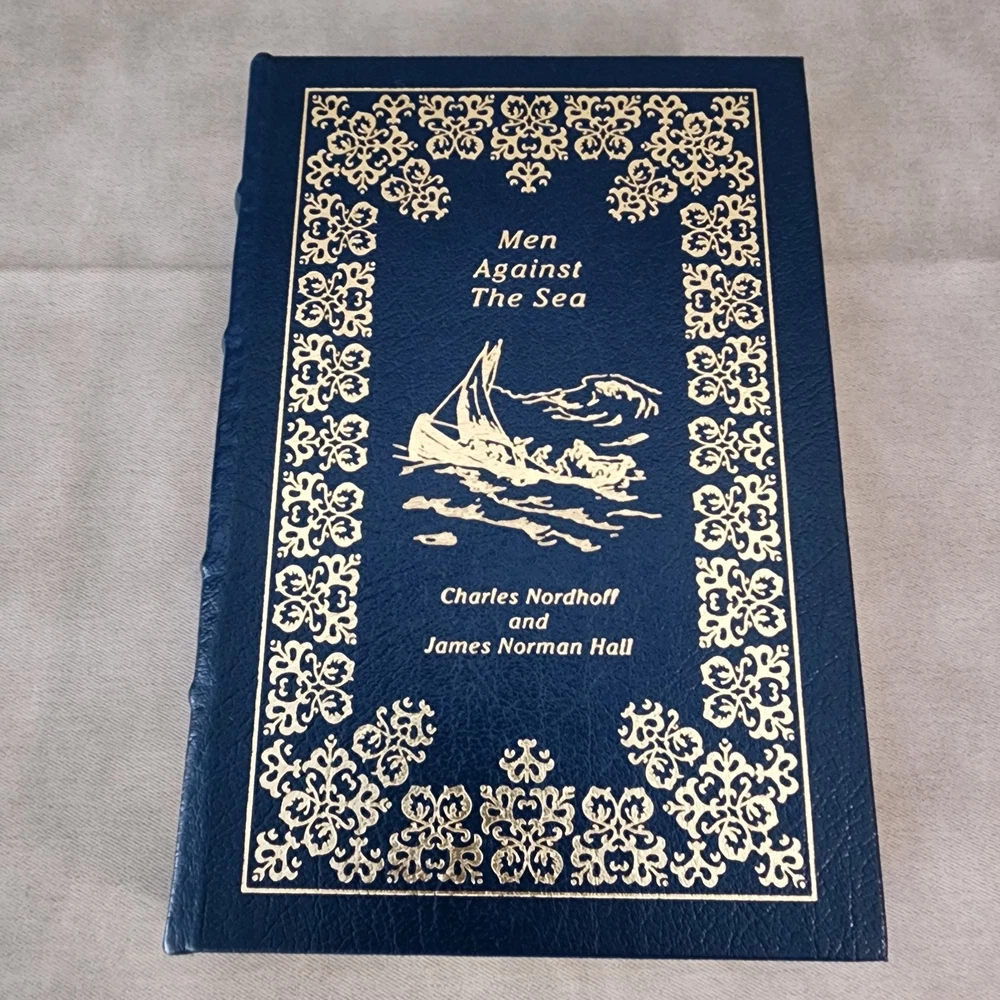 Men
Against
The Sea
Charles Nordhoff
and
James Norman Hall